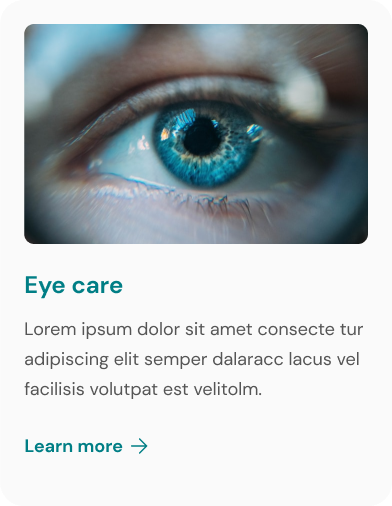 Eye care
Lorem ipsum dolor sit amet consecte tur
adipiscing elit semper dalaracc lacus vel
facilisis volutpat est velitolm.
Learn more →